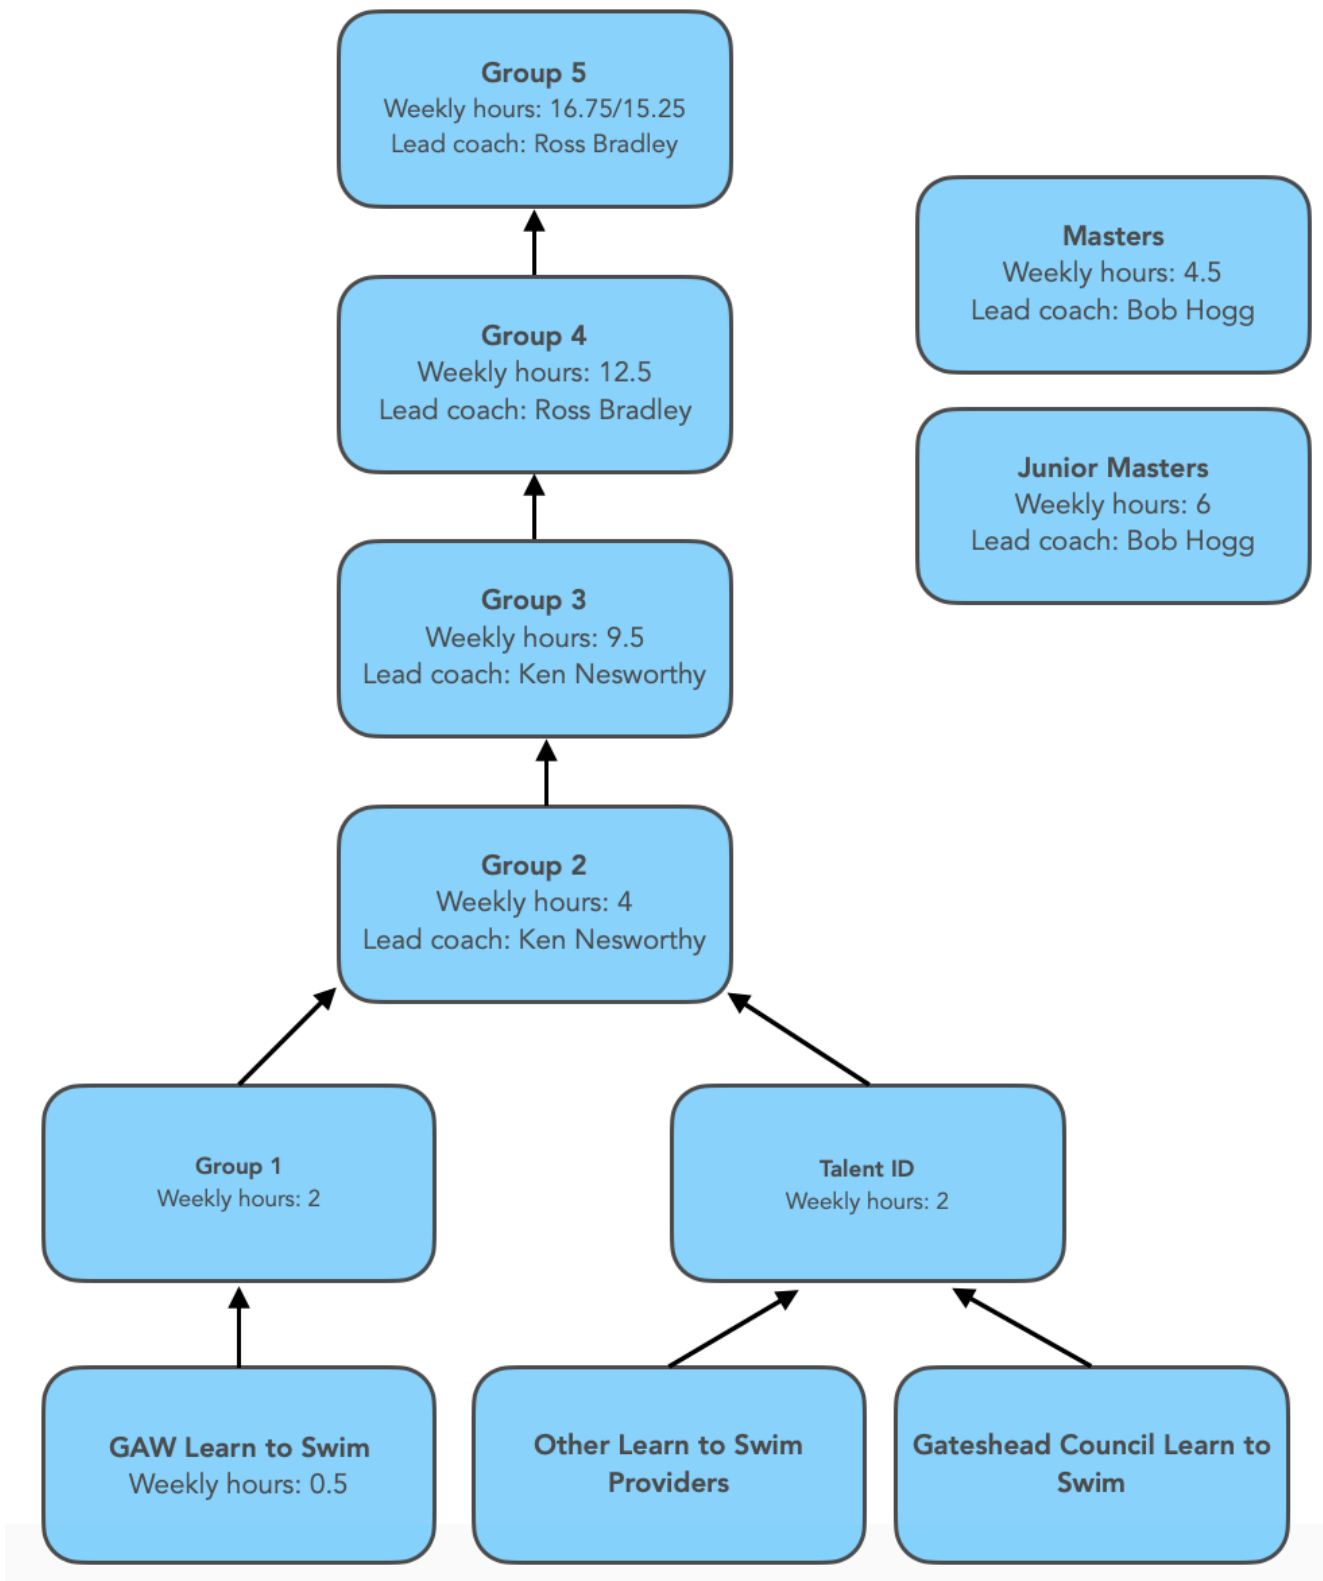 Group 5
Weekly hours: 16.75/15.25
Lead coach: Ross Bradley
Masters
Weekly hours: 4.5
Lead coach: Bob Hogg
Group 4
Weekly hours: 12.5
Lead coach: Ross Bradley
Junior Masters
Weekly hours: 6
Lead coach: Bob Hogg
Group 3
Weekly hours: 9.5
Lead coach: Ken Nesworthy
Group 2
Weekly hours: 4
Lead coach: Ken Nesworthy
Group 1
Weekly hours: 2
Talent ID
Weekly hours: 2
GAW Learn to Swim
Weekly hours: 0.5
Other Learn to Swim
Providers
Gateshead Council Learn to
Swim